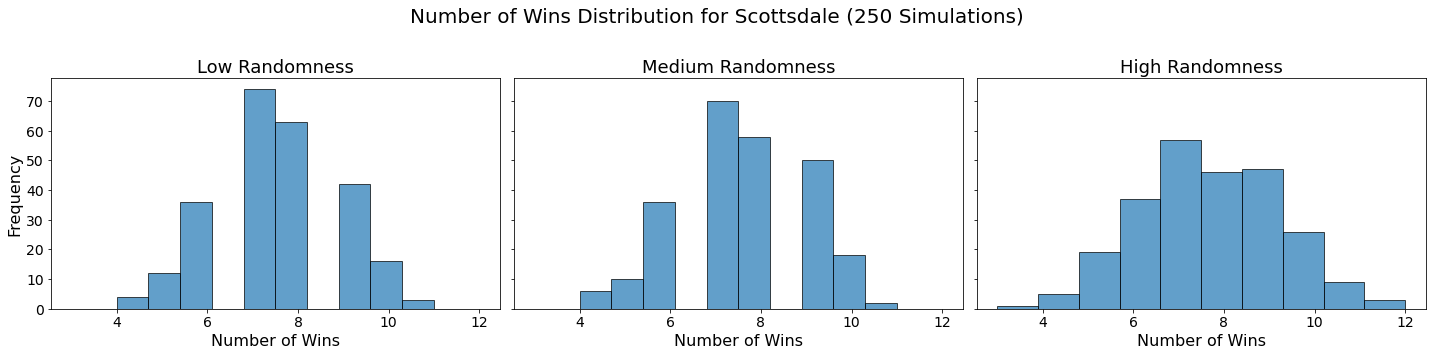 Number of Wins Distribution for Scottsdale (250 Simulations)
Low Randomness
Medium Randomness
High Randomness
Frequency
70
60
50
40
30
20
10
0
4 6 8 10 12
4 6 8 10 12
4 6 8 10 12
Number of Wins
Number of Wins
Number of Wins